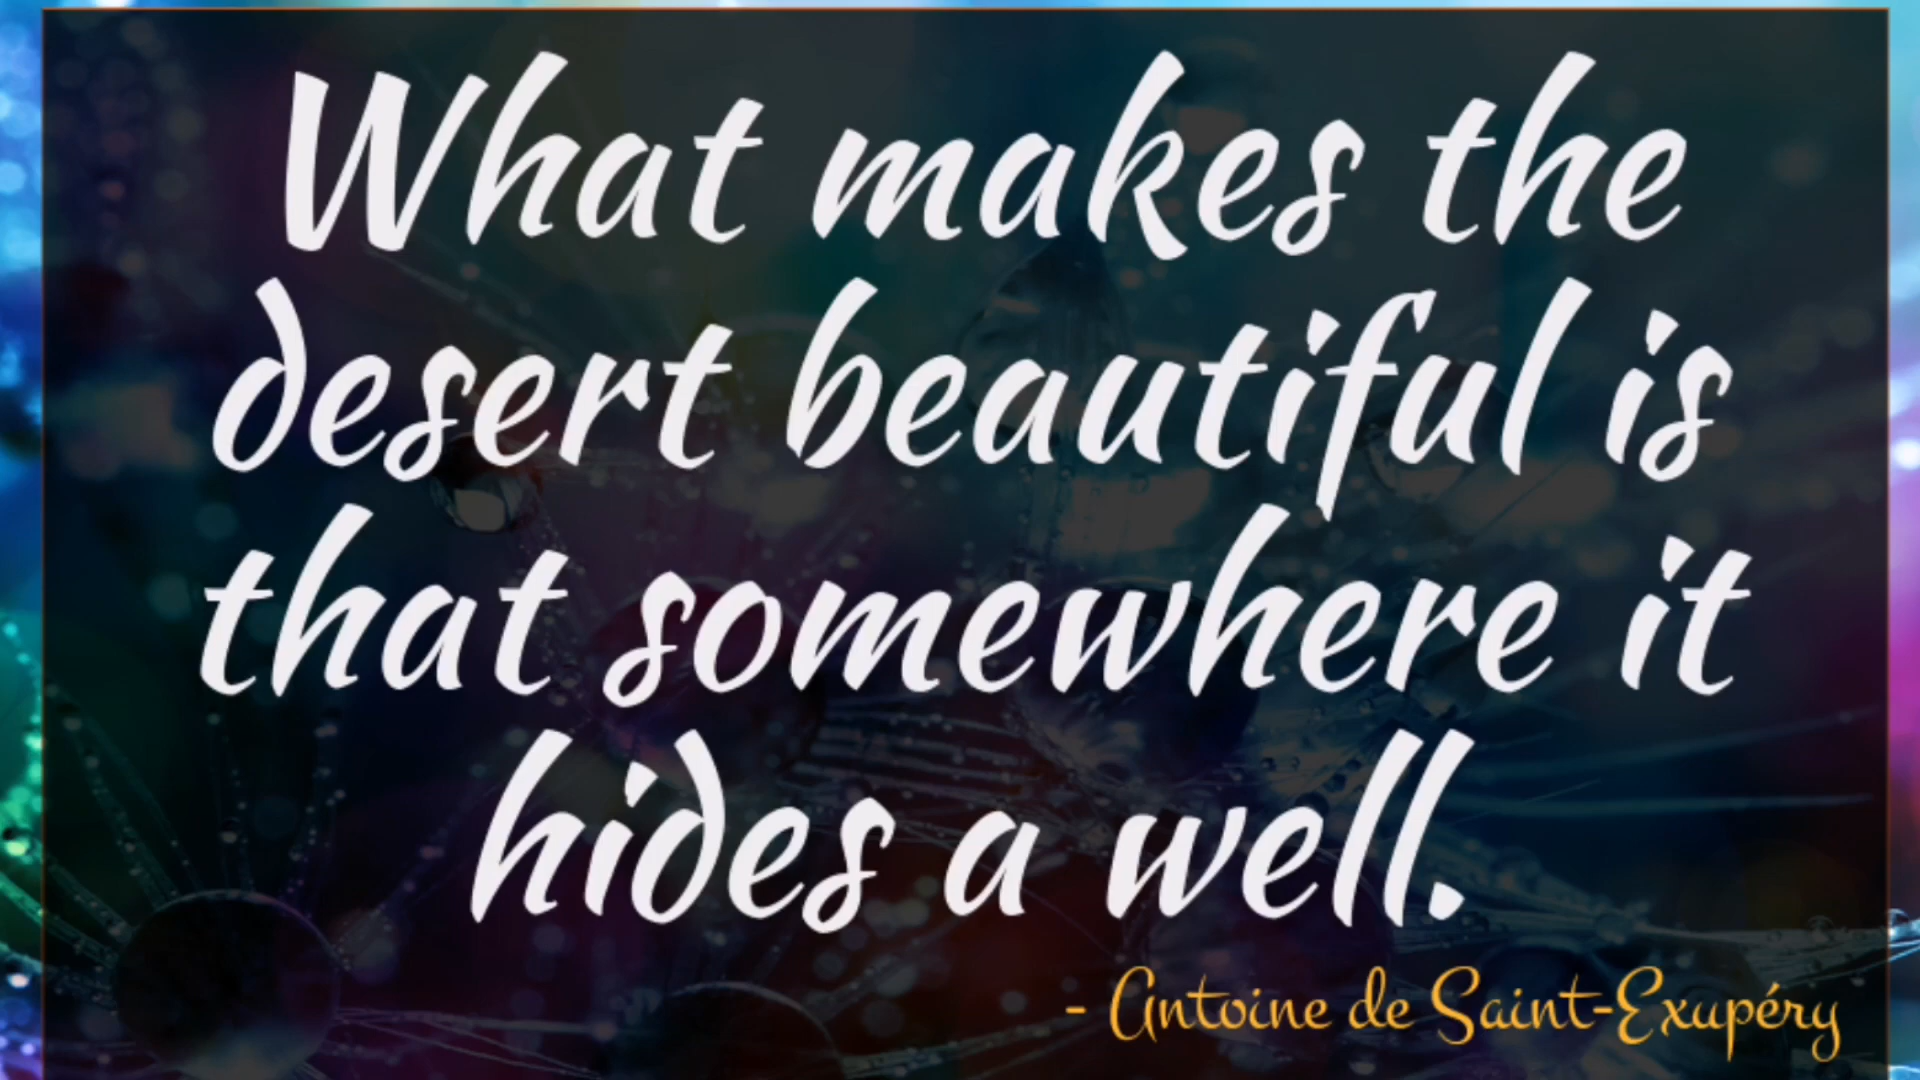 What makes the
desert beautiful is
that somewhere it
hides a well.
- Antoine de Saint-Exupéry